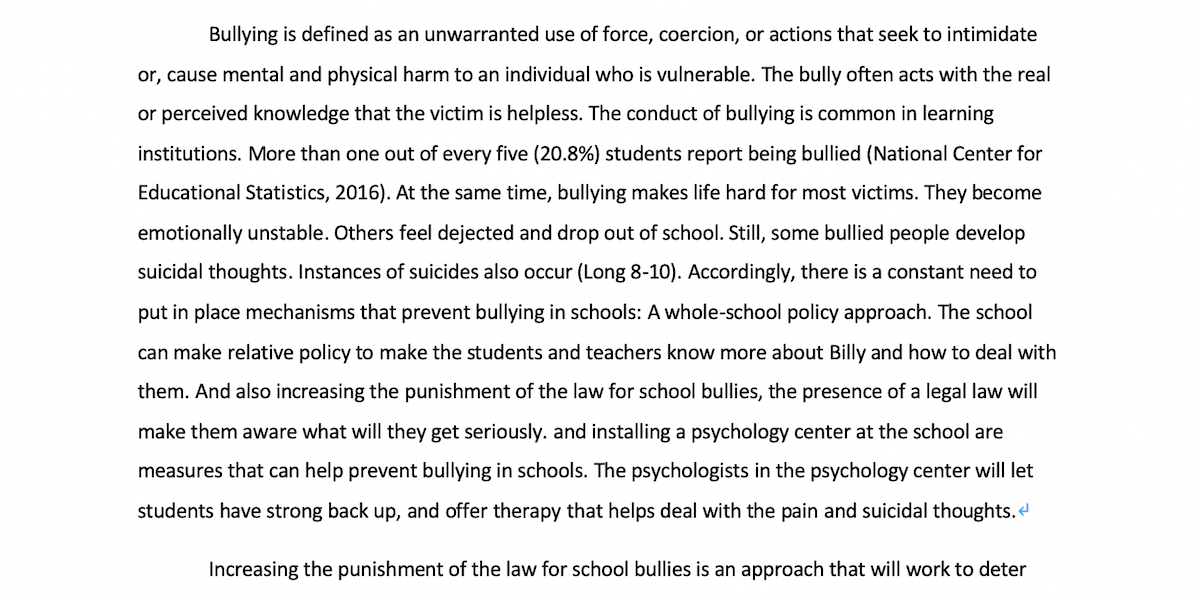 Bullying is defined as an unwarranted use of force, coercion, or actions that seek to intimidate
or, cause mental and physical harm to an individual who is vulnerable. The bully often acts with the real
or perceived knowledge that the victim is helpless. The conduct of bullying is common in learning
institutions. More than one out of every five (20.8%) students report being bullied (National Center for
Educational Statistics, 2016). At the same time, bullying makes life hard for most victims. They become
emotionally unstable. Others feel dejected and drop out of school. Still, some bullied people develop
suicidal thoughts. Instances of suicides also occur (Long 8-10). Accordingly, there is a constant need to
put in place mechanisms that prevent bullying in schools: A whole-school policy approach. The school
can make relative policy to make the students and teachers know more about Billy and how to deal with
them. And also increasing the punishment of the law for school bullies, the presence of a legal law will
make them aware what will they get seriously. and installing a psychology center at the school are
measures that can help prevent bullying in schools. The psychologists in the psychology center will let
students have strong back up, and offer therapy that helps deal with the pain and suicidal thoughts.
Increasing the punishment of the law for school bullies is an approach that will work to deter